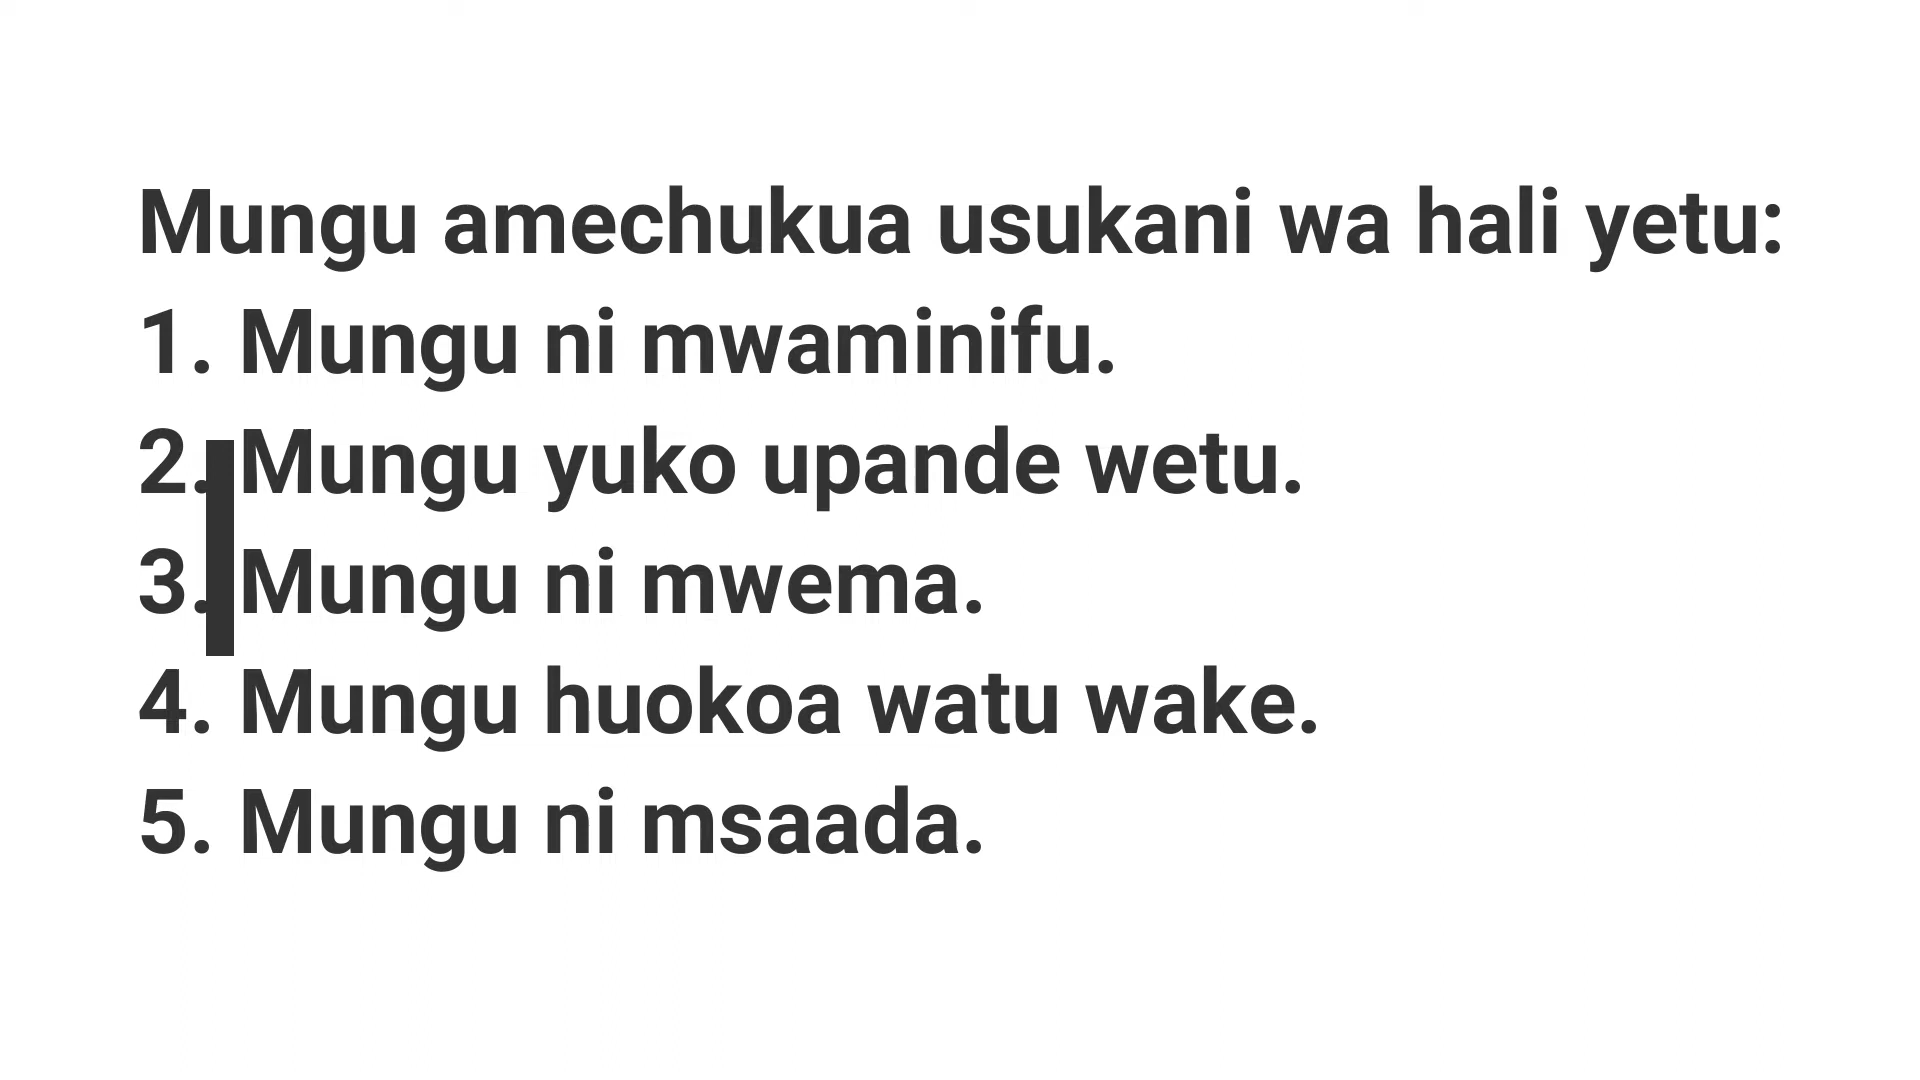 Mungu amechukua usukani wa hali yetu:
1. Mungu ni mwaminifu.
2. Mungu yuko upande wetu.
3. Mungu ni mwema.
4. Mungu huokoa watu wake.
5. Mungu ni msaada.